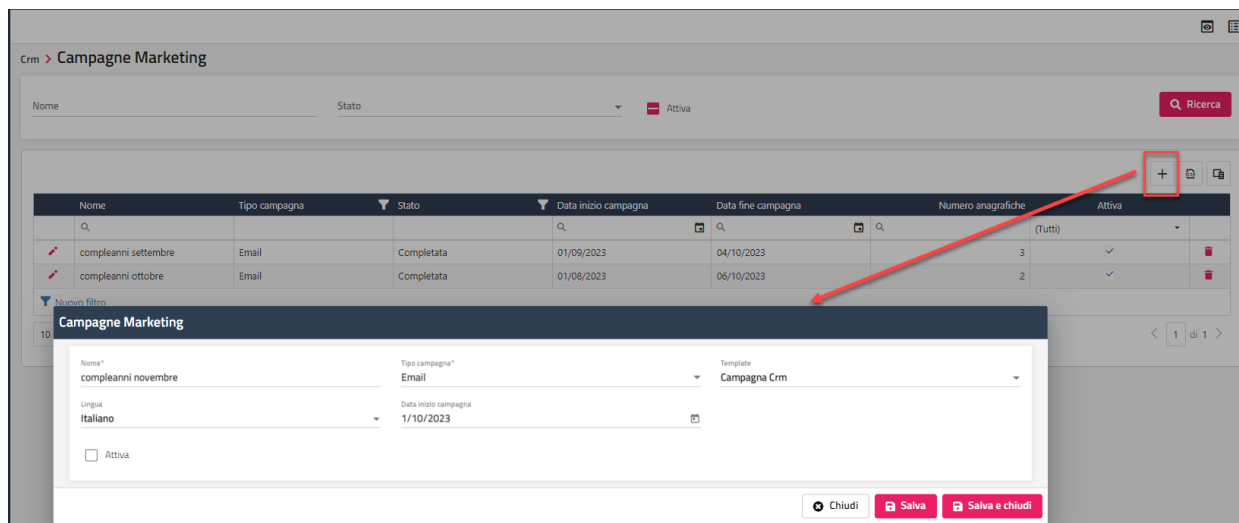 Crm > Campagne Marketing
Nome Stato Attiva Ricerca
Nome Tipo campagna Stato Data inizio campagna Data fine campagna Numero anagrafiche Attiva
(Tutti)
compleanni settembre Email Completata 01/09/2023 04/10/2023 3
compleanni ottobre Email Completata 01/08/2023 06/10/2023 2
Nuovo filtro
10 1 di 1
Campagne Marketing
Nome* Tipo campagna* Template
compleanni novembre Email Campagna Crm
Lingua Data inizio campagna
Italiano 1/10/2023
Attiva
Chiudi Salva Salva e chiudi